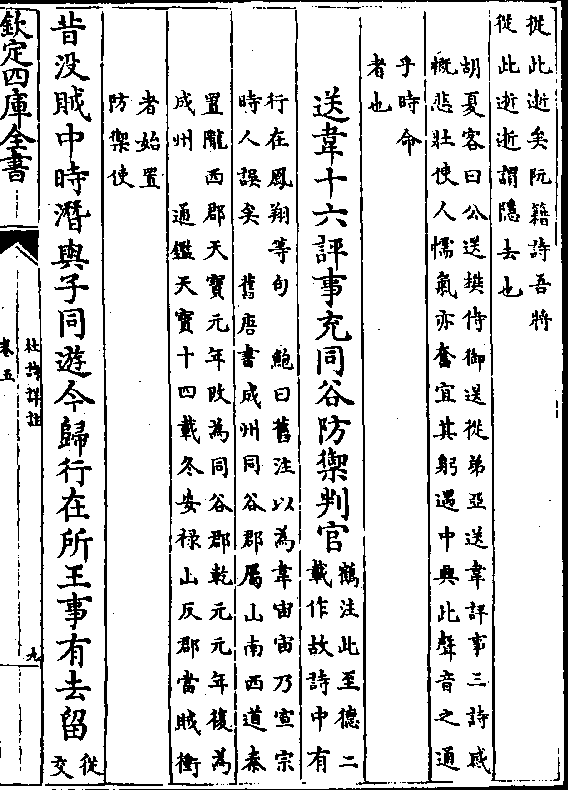 從此逝矣阮籍詩吾將
從此逝逝謂隱去也
胡夏客曰公送樊侍御送從弟亞送韋評事三詩感
慨悲壯使人懦氣亦奮宜其躬遇中興此聲音之通
乎時命
者也
送韋十六評事充同谷防禦判官
鶴注此至德二
載作故詩中有
行在鳳翔等句　鮑曰舊注以為韋宙宙乃宣宗
時人誤矣　舊唐書成州同谷郡屬山南西道秦
置隴西郡天寶元年改為同谷郡乾元元年復為
成州　通鑑天寶十四載冬安祿山反郡當賊衝
者始置
防禦使
昔沒賊中時潛與子同遊今歸行在所王事有去留
從
交
欽定四庫全書
杜詩詳註
卷五
九